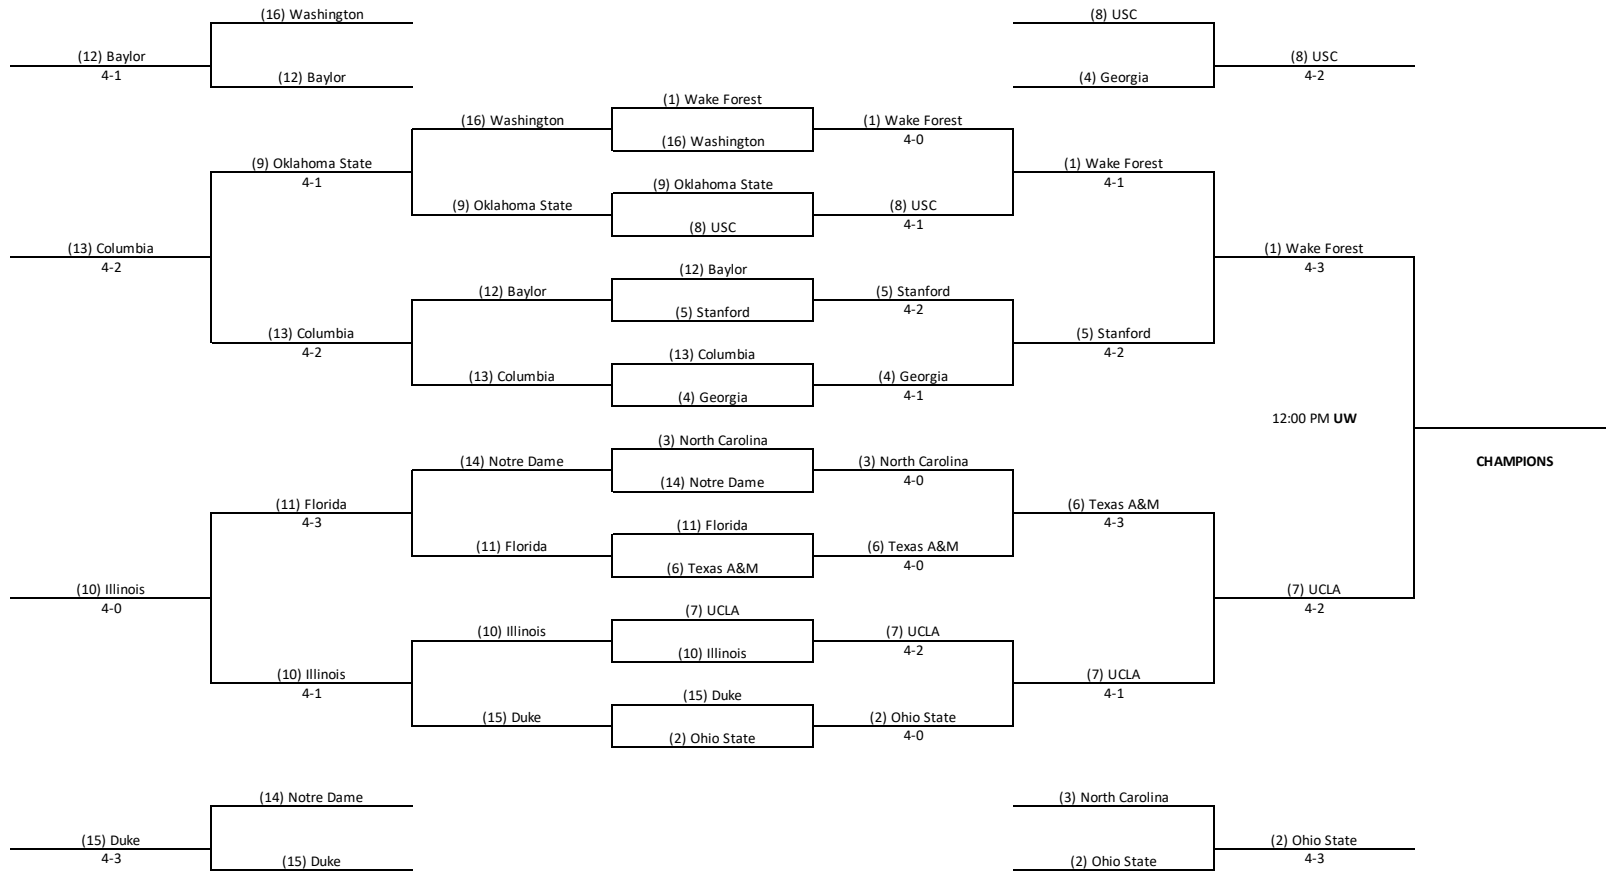 (16) Washington
(8) USC
(12) Baylor
4-1
(8) USC
4-2
(12) Baylor
(4) Georgia
(1) Wake Forest
(16) Washington
(1) Wake Forest
4-0
(16) Washington
(9) Oklahoma State
4-1
(1) Wake Forest
4-1
(9) Oklahoma State
(9) Oklahoma State
(8) USC
4-1
(8) USC
(13) Columbia
4-2
(1) Wake Forest
4-3
(12) Baylor
(12) Baylor
(5) Stanford
4-2
(5) Stanford
(13) Columbia
4-2
(5) Stanford
4-2
(13) Columbia
(13) Columbia
(4) Georgia
4-1
(4) Georgia
12:00 PM UW
(3) North Carolina
(14) Notre Dame
(3) North Carolina
4-0
CHAMPIONS
(14) Notre Dame
(11) Florida
4-3
(6) Texas A&M
4-3
(11) Florida
(11) Florida
(6) Texas A&M
4-0
(6) Texas A&M
(10) Illinois
4-0
(7) UCLA
4-2
(7) UCLA
(10) Illinois
(7) UCLA
4-2
(10) Illinois
(10) Illinois
4-1
(7) UCLA
4-1
(15) Duke
(15) Duke
(2) Ohio State
4-0
(2) Ohio State
(14) Notre Dame
(3) North Carolina
(15) Duke
4-3
(2) Ohio State
4-3
(15) Duke
(2) Ohio State